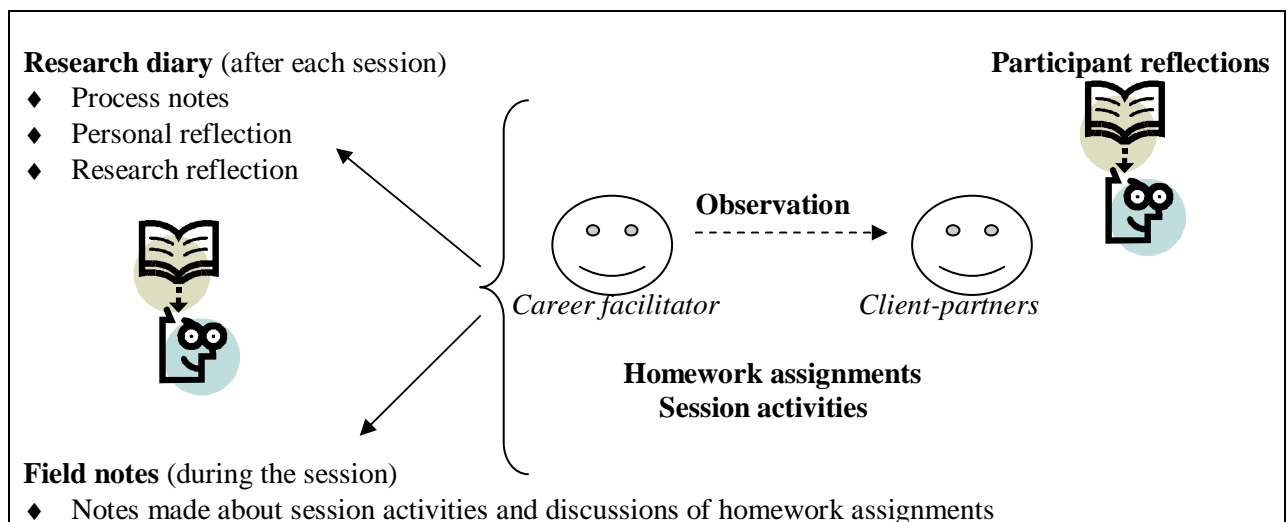 Research diary (after each session)
♦ Process notes
♦ Personal reflection
♦ Research reflection
Participant reflections
Observation
Career facilitator
Client-partners
Homework assignments
Session activities
Field notes (during the session)
♦ Notes made about session activities and discussions of homework assignments